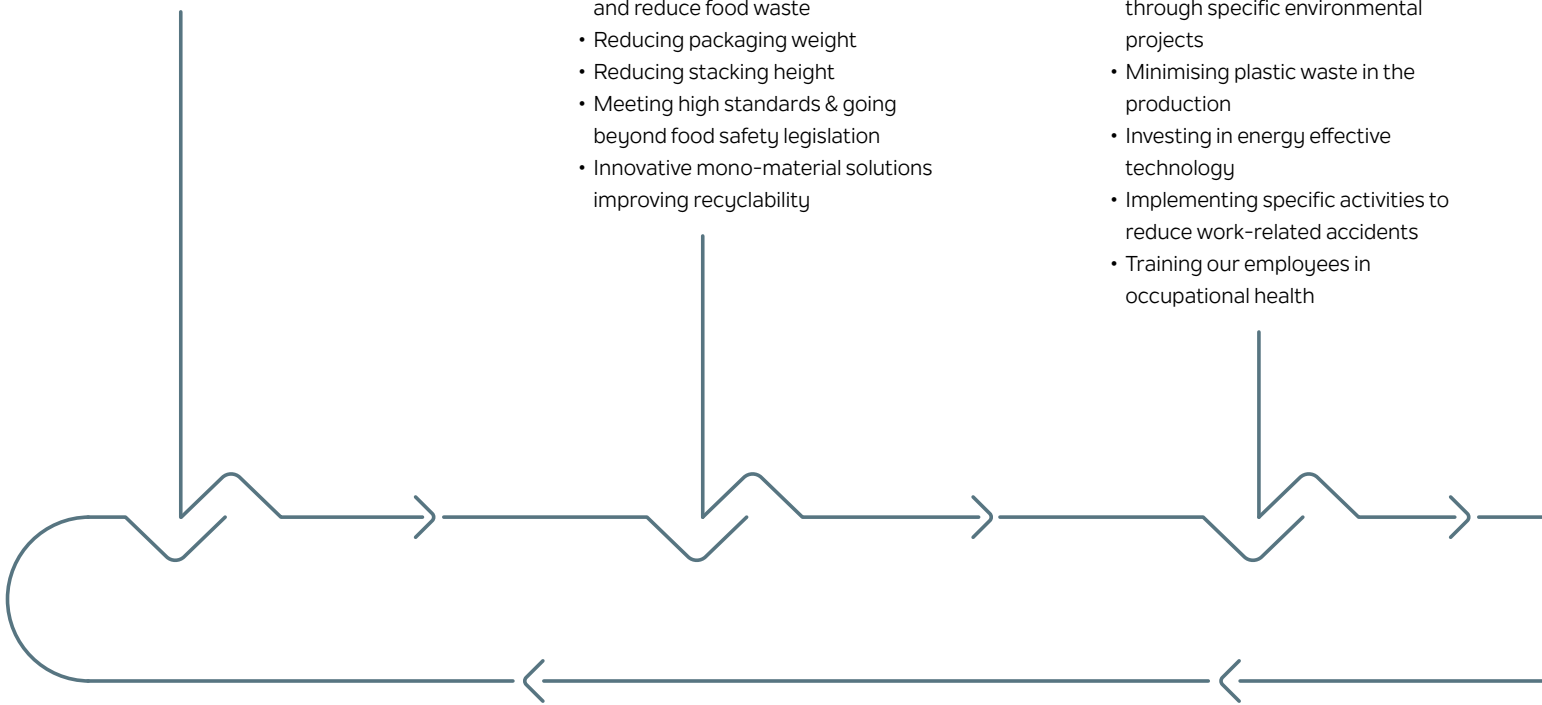 and reduce food waste
• Reducing packaging weight
• Reducing stacking height
• Meeting high standards & going
beyond food safety legislation
• Innovative mono-material solutions
improving recyclability
through specific environmental
projects
• Minimising plastic waste in the
production
• Investing in energy effective
technology
• Implementing specific activities to
reduce work-related accidents
• Training our employees in
occupational health